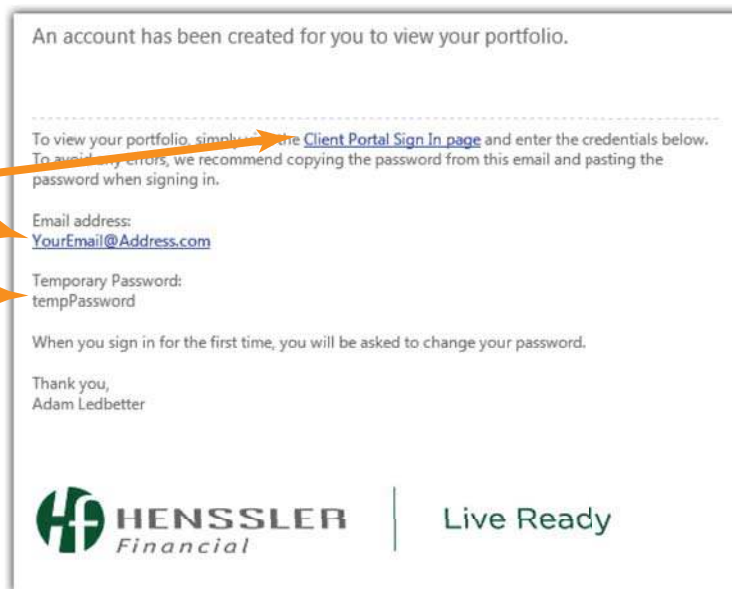 An account has been created for you to view your portfolio.
To view your portfolio, simply the Client Portal Sign In page and enter the credentials below.
To avoid any errors, we recommend copying the password from this email and pasting the
password when signing in.
Email address:
YourEmail@Address.com
Temporary Password:
tempPassword
When you sign in for the first time, you will be asked to change your password.
Thank you,
Adam Ledbetter
Hf HENSSLER
Financial
Live Ready